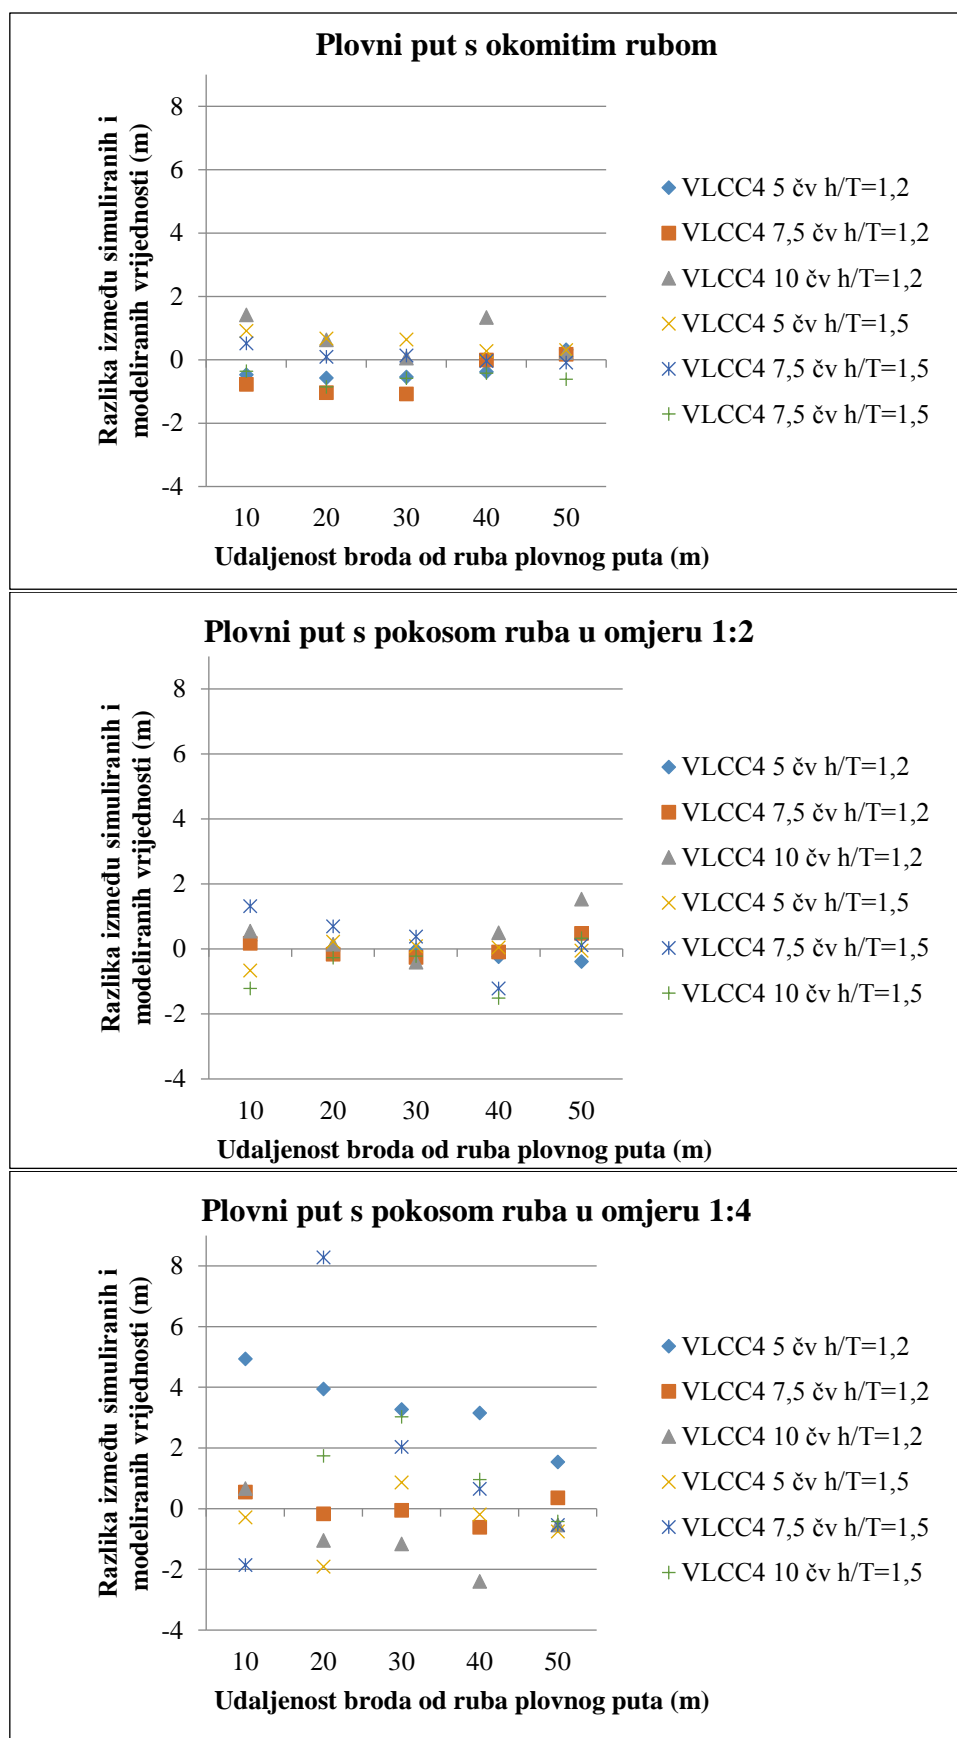 Plovni put s okomitim rubom
Razlika između simuliranih i
modeliranih vrijednosti (m)
8
6
4
2
0
-2
-4
10 20 30 40 50
Udaljenost broda od ruba plovnog puta (m)
VLCC4 5 čv h/T=1,2
VLCC4 7,5 čv h/T=1,2
VLCC4 10 čv h/T=1,2
VLCC4 5 čv h/T=1,5
VLCC4 7,5 čv h/T=1,5
VLCC4 7,5 čv h/T=1,5
Plovni put s pokosom ruba u omjeru 1:2
Razlika između simuliranih i
modeliranih vrijednosti (m)
8
6
4
2
0
-2
-4
10 20 30 40 50
Udaljenost broda od ruba plovnog puta (m)
VLCC4 5 čv h/T=1,2
VLCC4 7,5 čv h/T=1,2
VLCC4 10 čv h/T=1,2
VLCC4 5 čv h/T=1,5
VLCC4 7,5 čv h/T=1,5
VLCC4 10 čv h/T=1,5
Plovni put s pokosom ruba u omjeru 1:4
Razlika između simuliranih i
modeliranih vrijednosti (m)
8
6
4
2
0
-2
-4
10 20 30 40 50
Udaljenost broda od ruba plovnog puta (m)
VLCC4 5 čv h/T=1,2
VLCC4 7,5 čv h/T=1,2
VLCC4 10 čv h/T=1,2
VLCC4 5 čv h/T=1,5
VLCC4 7,5 čv h/T=1,5
VLCC4 10 čv h/T=1,5